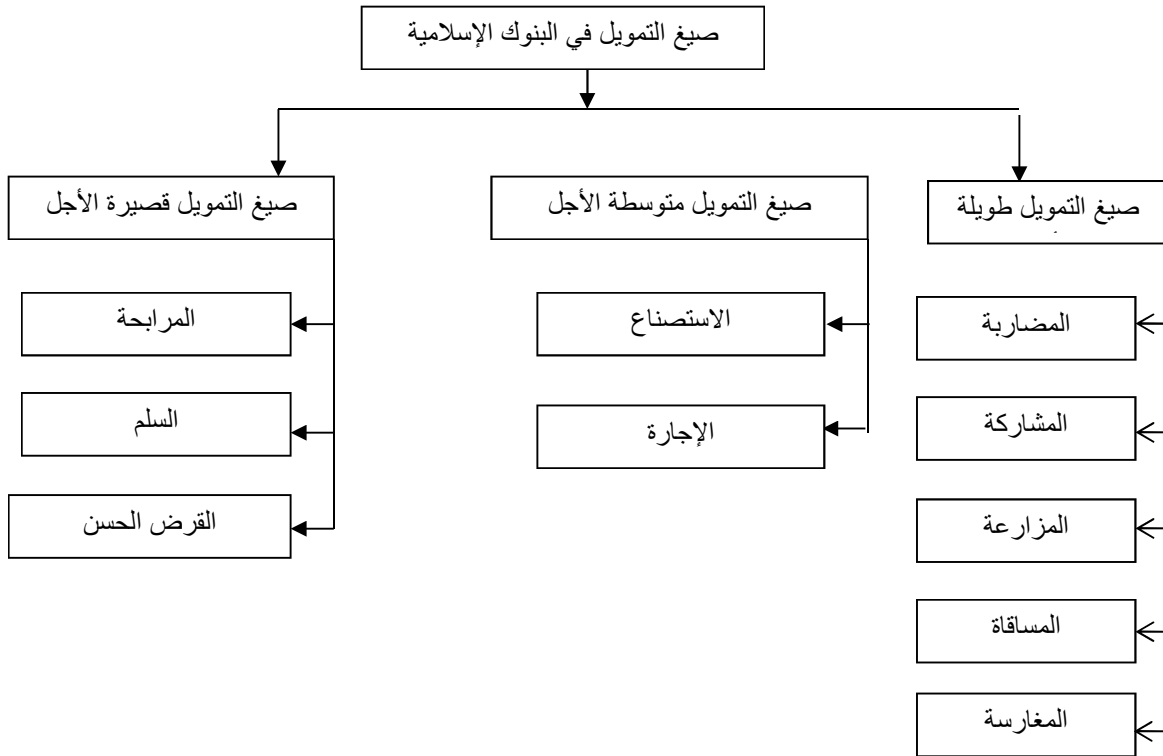 صيغ التمويل في البنوك الإسلامية
صيغ التمويل طويلة
المضاربة
المشاركة
المزارعة
المساقاة
المغارسة
صيغ التمويل متوسطة الأجل
الاستصناع
الإجارة
صيغ التمويل قصيرة الأجل
المرابحة
السلم
القرض الحسن